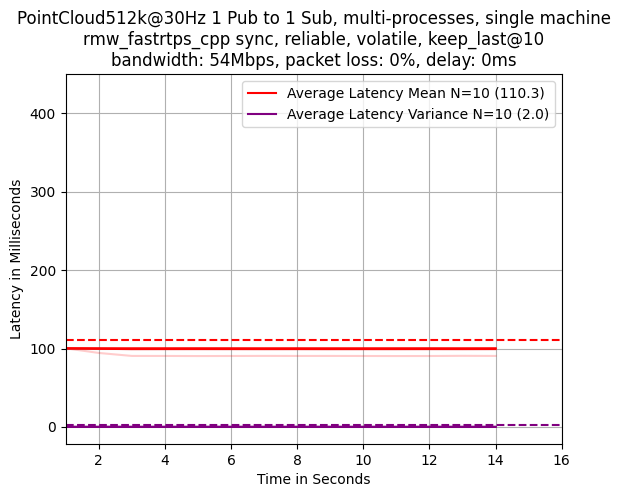 PointCloud512k@30Hz 1 Pub to 1 Sub, multi-processes, single machine
rmw_fastrtps_cpp sync, reliable, volatile, keep_last@10
bandwidth: 54Mbps, packet loss: 0%, delay: 0ms
Average Latency Mean N=10 (110.3)
Average Latency Variance N=10 (2.0)
Latency in Milliseconds
400
300
200
100
0
2 4 6 8 10 12 14 16
Time in Seconds